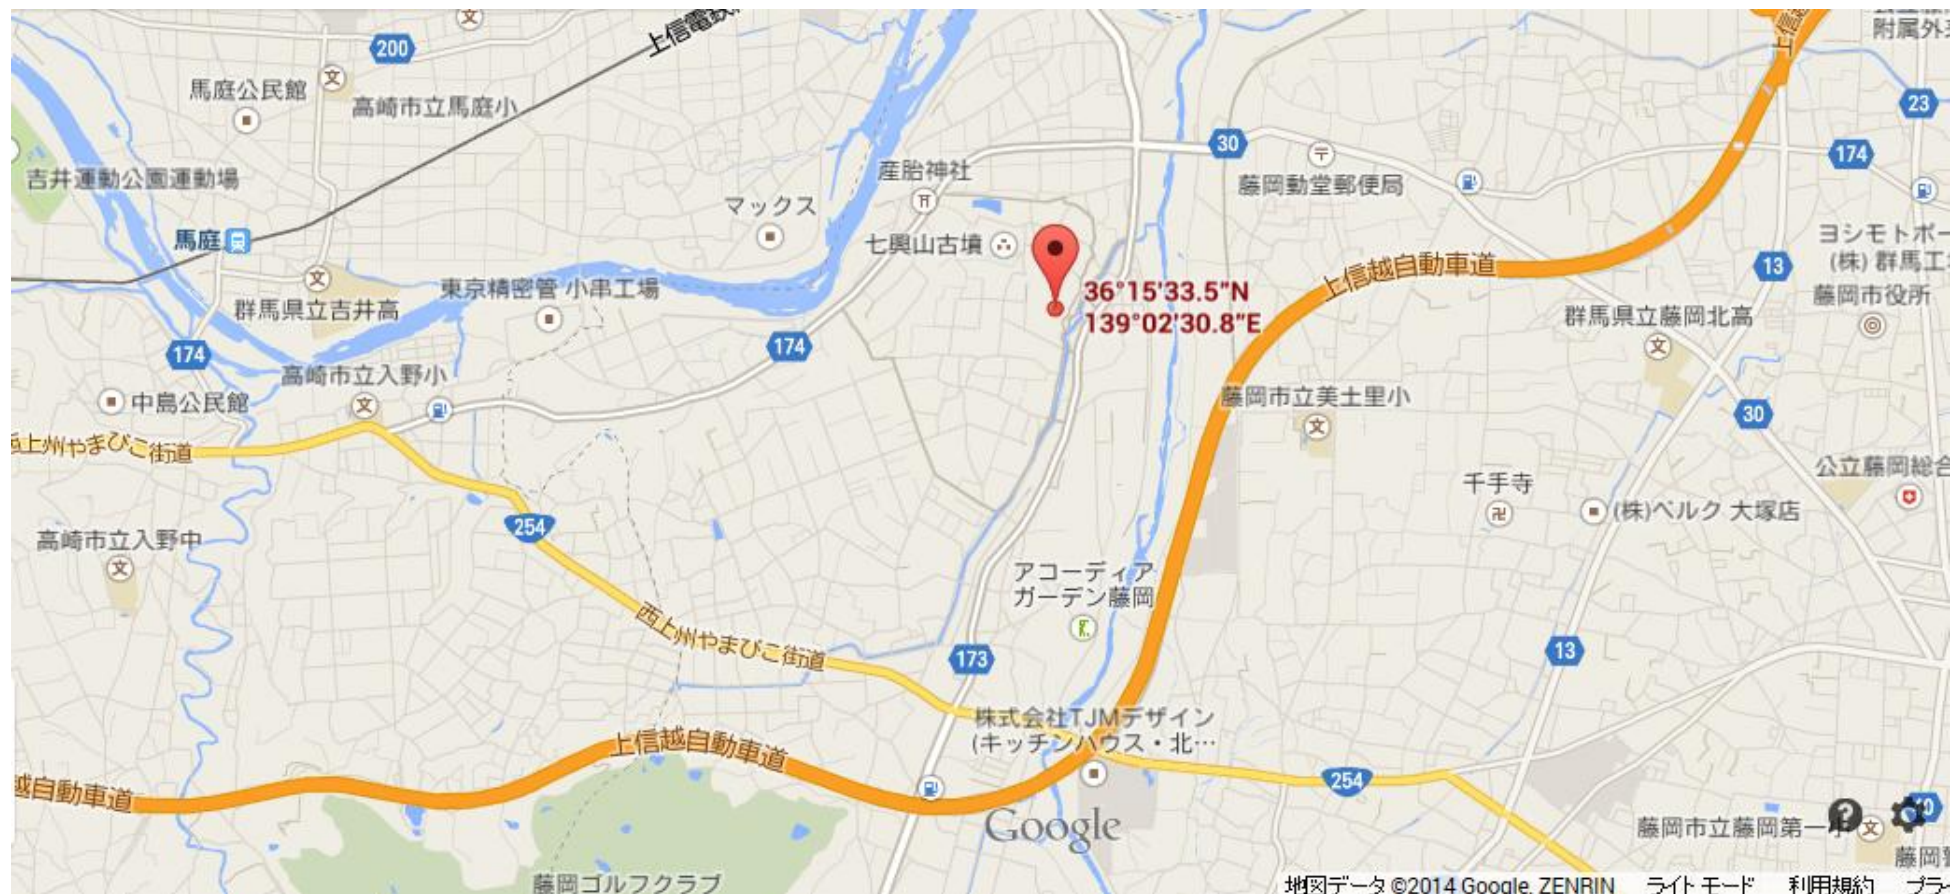 上信電鉄
上信越
附属外
200
馬庭公民館
高崎市立馬庭小
23
30
174
産胎神社
吉井運動公園運動場
藤岡動堂郵便局
マックス
馬庭
七興山古墳
ヨシモトポー
(株) 群馬工
13
上信越自動車道
東京精密管 小串工場
36°15'33.5"N
139°02'30.8"E
藤岡市役所
群馬県立吉井高
群馬県立藤岡北高
174
174
高崎市立入野小
中島公民館
藤岡市立美土里小
30
西上州やまびこ街道
公立藤岡総合
千手寺
(株)ベルク 大塚店
254
高崎市立入野中
アコーディア
ガーデン藤岡
西上州やまびこ街道
173
13
株式会社TJMデザイン
(キッチンハウス・北…
上信越自動車道
越自動車道
254
Google
藤岡市立藤岡第一
藤岡
藤岡ゴルフクラブ
地図データ ©2014 Google, ZENRIN ライト モード 利用規約 プラ